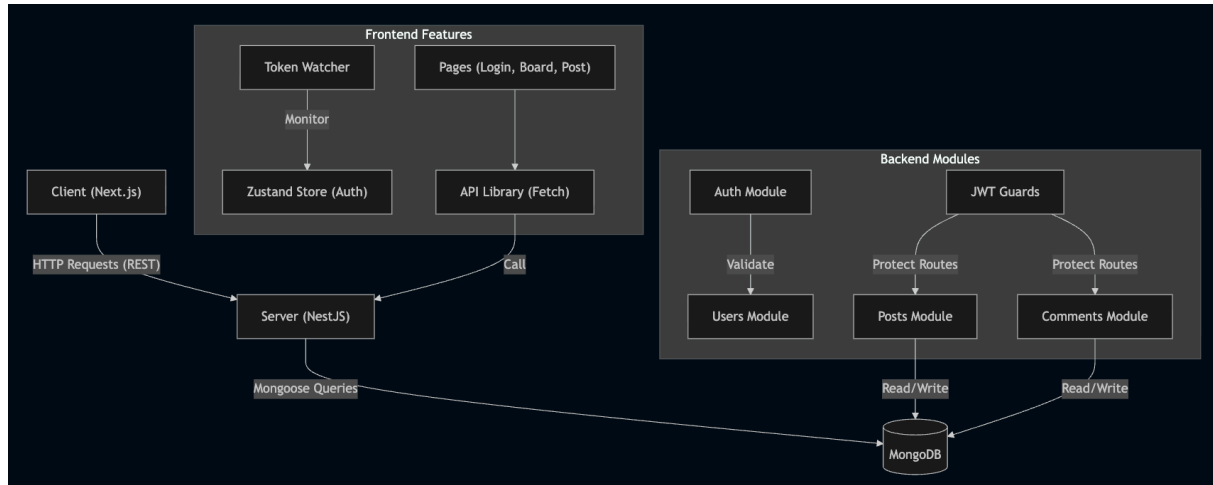 Frontend Features
Token Watcher
Pages (Login, Board, Post)
Monitor
Zustand Store (Auth)
API Library (Fetch)
Client (Next.js)
HTTP Requests (REST)
Call
Server (NestJS)
Mongoose Queries
Backend Modules
Auth Module
JWT Guards
Validate
Protect Routes
Protect Routes
Users Module
Posts Module
Comments Module
Read/Write
Read/Write
MongoDB